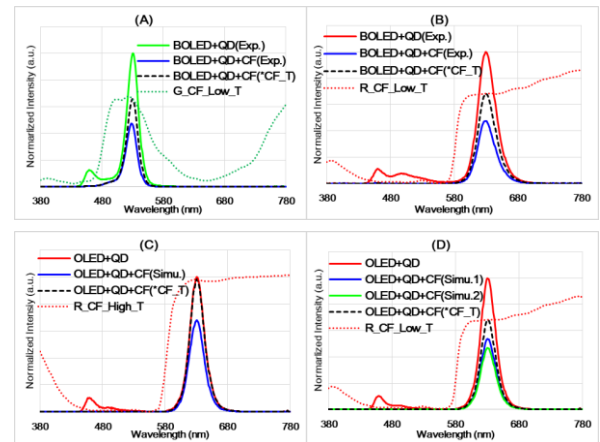 (A)
BOLED+QD(Exp.)
BOLED+QD+CF(Exp.)
BOLED+QD+CF(*CF_T)
G_CF_Low_T
Normarlized Intensity (a.u.)
380 480 580 680 780
Wavelength (nm)
(B)
BOLED+QD(Exp.)
BOLED+QD+CF(Exp.)
BOLED+QD+CF(*CF_T)
R_CF_Low_T
Normarlized Intensity (a.u.)
380 480 580 680 780
Wavelength (nm)
(C)
OLED+QD
OLED+QD+CF(Simu.)
OLED+QD+CF(*CF_T)
R_CF_High_T
Normarlized Intensity (a.u.)
380 480 580 680 780
Wavelength (nm)
(D)
OLED+QD
OLED+QD+CF(Simu.1)
OLED+QD+CF(Simu.2)
OLED+QD+CF(*CF_T)
R_CF_Low_T
Normarlized Intensity (a.u.)
380 480 580 680 780
Wavelength (nm)